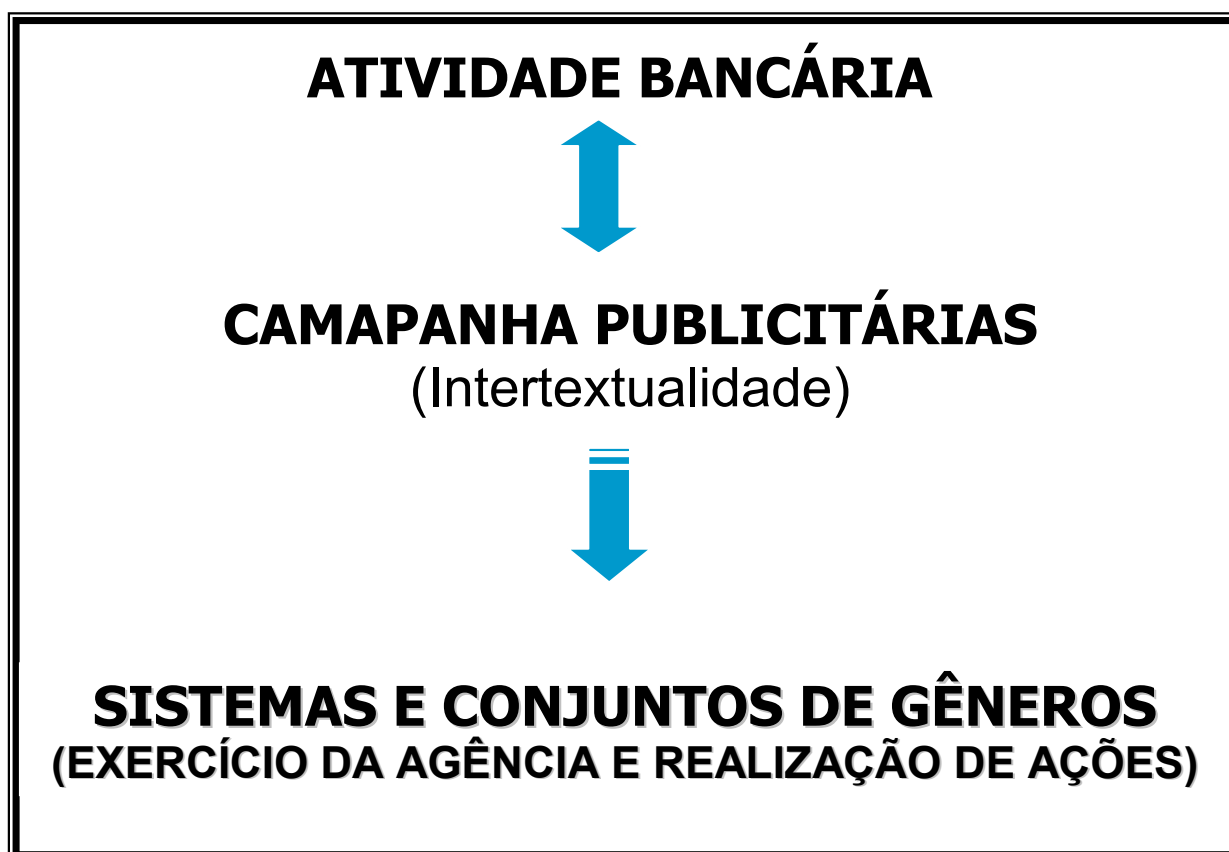 ATIVIDADE BANCÁRIA
CAMAPANHA PUBLICITÁRIAS
(Intertextualidade)
SISTEMAS E CONJUNTOS DE GÊNEROS
(EXERCÍCIO DA AGÊNCIA E REALIZAÇÃO DE AÇÕES)